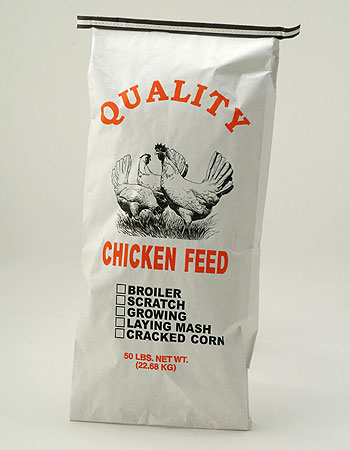 QUALITY
CHICKEN FEED
BROILER
SCRATCH
GROWING
LAYING MASH
CRACKED CORN
50 LBS. NET WT.
(22.68 KG)